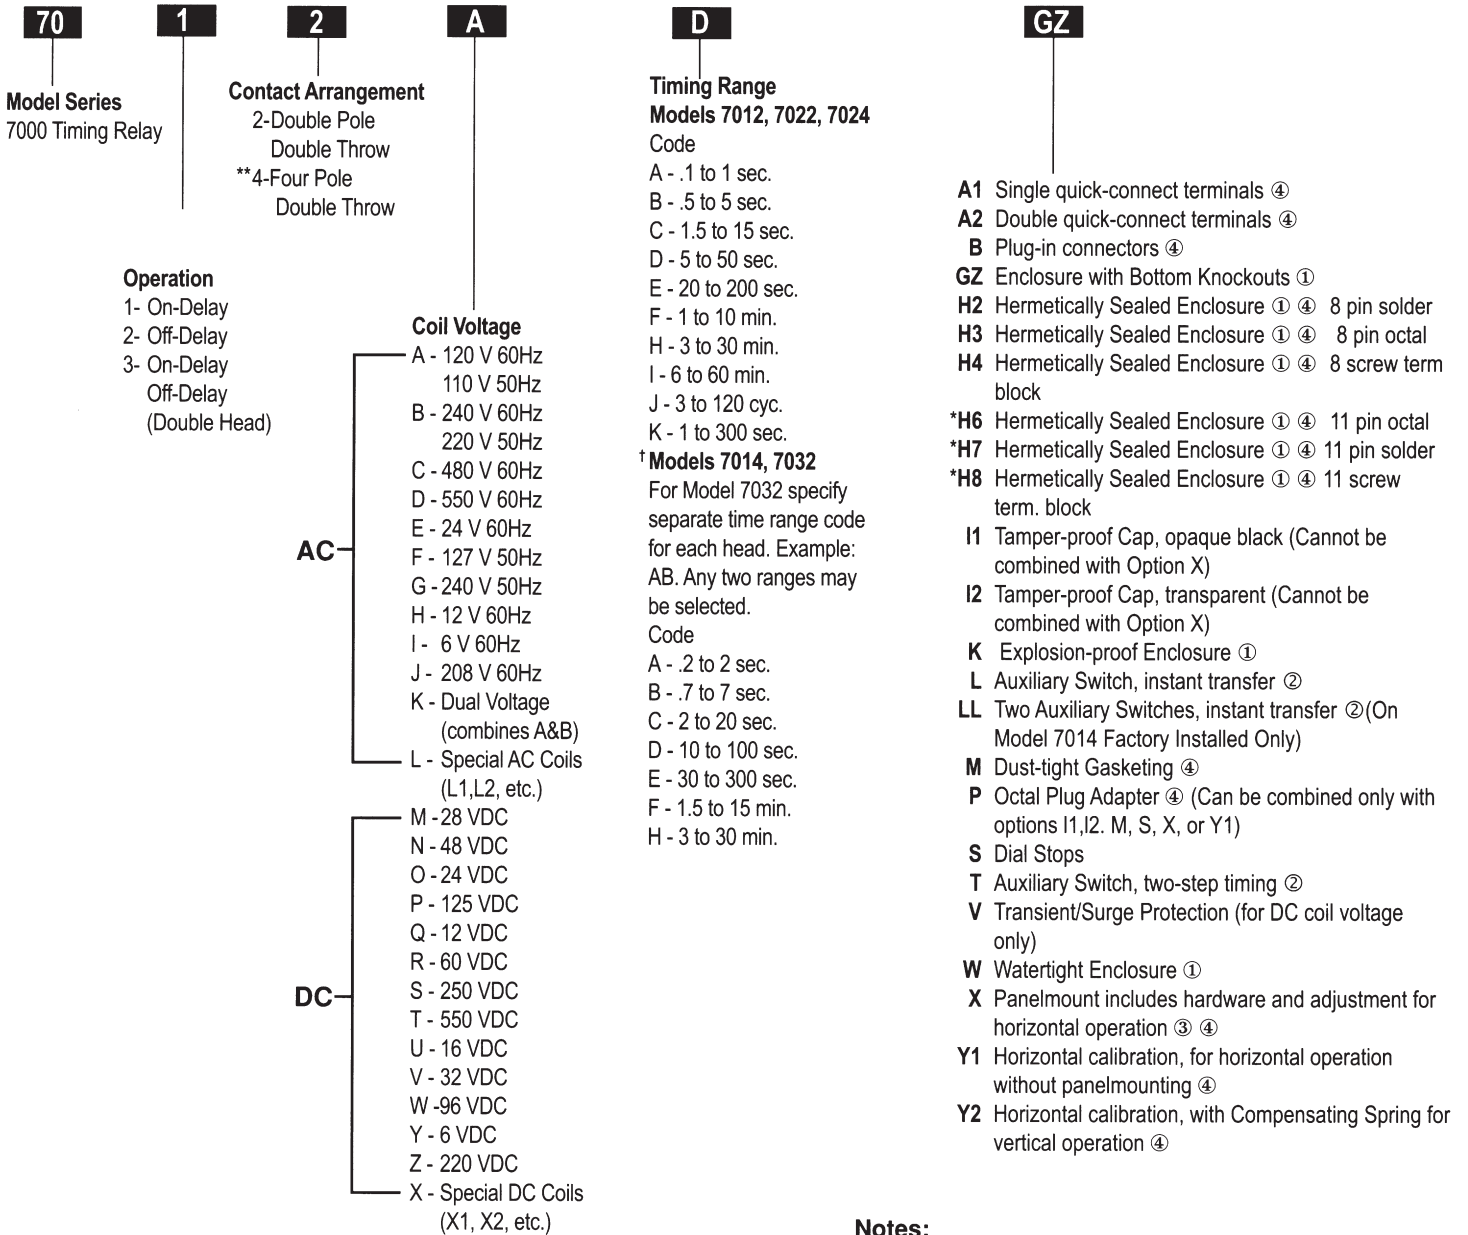 70 1 2 A D GZ
Model Series
7000 Timing Relay
Operation
1- On-Delay
2- Off-Delay
3- On-Delay
Off-Delay
(Double Head)
Contact Arrangement
2-Double Pole
Double Throw
**4-Four Pole
Double Throw
Coil Voltage
AC
A - 120 V 60Hz
110 V 50Hz
B - 240 V 60Hz
220 V 50Hz
C - 480 V 60Hz
D - 550 V 60Hz
E - 24 V 60Hz
F - 127 V 50Hz
G - 240 V 50Hz
H - 12 V 60Hz
I - 6 V 60Hz
J - 208 V 60Hz
K - Dual Voltage
(combines A&B)
L - Special AC Coils
(L1,L2, etc.)
DC
M -28 VDC
N - 48 VDC
O - 24 VDC
P - 125 VDC
Q - 12 VDC
R - 60 VDC
S - 250 VDC
T - 550 VDC
U - 16 VDC
V - 32 VDC
W -96 VDC
Y - 6 VDC
Z - 220 VDC
X - Special DC Coils
(X1, X2, etc.)
Timing Range
Models 7012, 7022, 7024
Code
A - .1 to 1 sec.
B - .5 to 5 sec.
C - 1.5 to 15 sec.
D - 5 to 50 sec.
E - 20 to 200 sec.
F - 1 to 10 min.
H - 3 to 30 min.
I - 6 to 60 min.
J - 3 to 120 cyc.
K - 1 to 300 sec.
†Models 7014, 7032
For Model 7032 specify
separate time range code
for each head. Example:
AB. Any two ranges may
be selected.
Code
A - .2 to 2 sec.
B - .7 to 7 sec.
C - 2 to 20 sec.
D - 10 to 100 sec.
E - 30 to 300 sec.
F - 1.5 to 15 min.
H - 3 to 30 min.
A1 Single quick-connect terminals ④
A2 Double quick-connect terminals ④
B Plug-in connectors ④
GZ Enclosure with Bottom Knockouts ①
H2 Hermetically Sealed Enclosure ① ④ 8 pin solder
H3 Hermetically Sealed Enclosure ① ④ 8 pin octal
H4 Hermetically Sealed Enclosure ① ④ 8 screw term
block
*H6 Hermetically Sealed Enclosure ① ④ 11 pin octal
*H7 Hermetically Sealed Enclosure ① ④ 11 pin solder
*H8 Hermetically Sealed Enclosure ① ④ 11 screw
term. block
I1 Tamper-proof Cap, opaque black (Cannot be
combined with Option X)
I2 Tamper-proof Cap, transparent (Cannot be
combined with Option X)
K Explosion-proof Enclosure ①
L Auxiliary Switch, instant transfer ②
LL Two Auxiliary Switches, instant transfer ②(On
Model 7014 Factory Installed Only)
M Dust-tight Gasketing ④
P Octal Plug Adapter ④ (Can be combined only with
options I1,I2. M, S, X, or Y1)
S Dial Stops
T Auxiliary Switch, two-step timing ②
V Transient/Surge Protection (for DC coil voltage
only)
W Watertight Enclosure ①
X Panelmount includes hardware and adjustment for
horizontal operation ③ ④
Y1 Horizontal calibration, for horizontal operation
without panelmounting ④
Y2 Horizontal calibration, with Compensating Spring for
vertical operation ④
Notes: